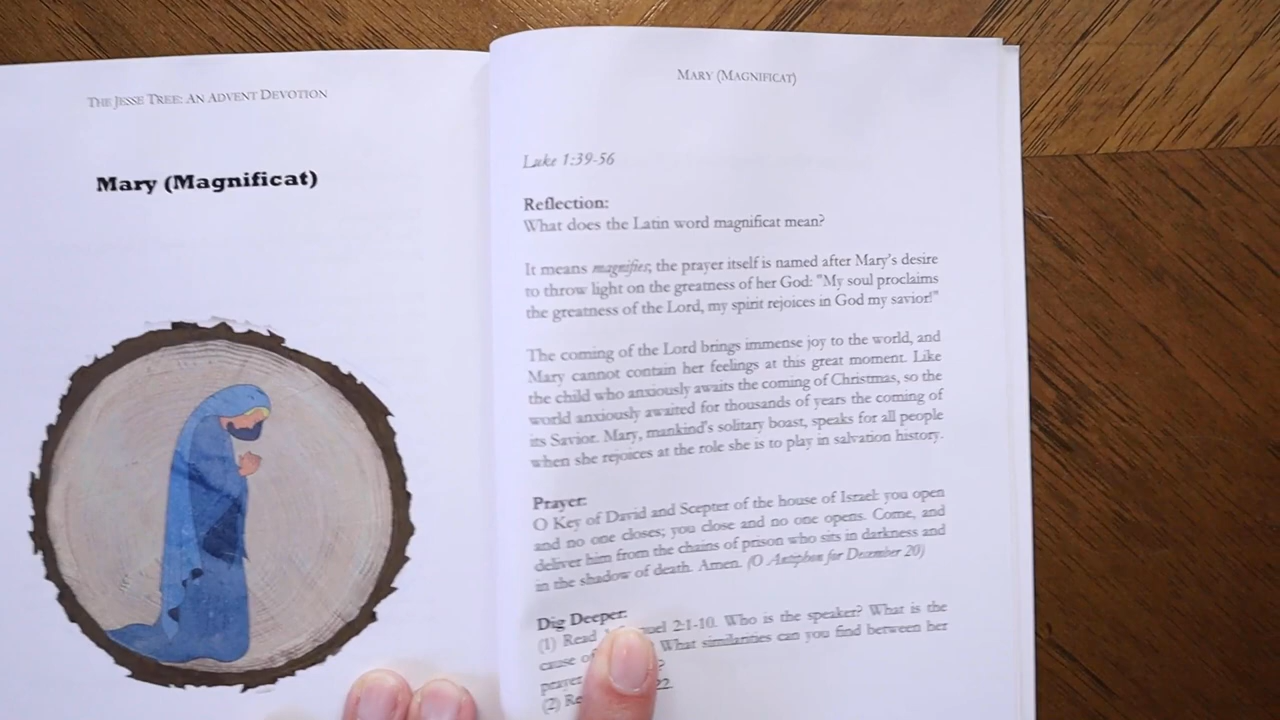 THE JESSE TREE: AN ADVENT DEVOTION
Mary (Magnificat)
MARY (MAGNIFICAT)
Luke 1:39-56
Reflection:
What does the Latin word magnificat mean?
It means magnifies; the prayer itself is named after Mary's desire
to throw light on the greatness of her God: "My soul proclaims
the greatness of the Lord, my spirit rejoices in God my savior!"
The coming of the Lord brings immense joy to the world, and
Mary cannot contain her feelings at this great moment. Like
the child who anxiously awaits the coming of Christmas, so the
world anxiously awaited for thousands of years the coming of
its Savior. Mary, mankind's solitary boast, speaks for all people
when she rejoices at the role she is to play in salvation history.
Prayer:
O Key of David and Scepter of the house of Israel: you open
and no one closes; you close and no one opens. Come, and
deliver him from the chains of prison who sits in darkness and
in the shadow of death. Amen. (O Antiphon for December 20)
Dig Deeper:
(1) Read 2:1-10. Who is the speaker? What is the
cause What similarities can you find between her
prayer
(2) 22.